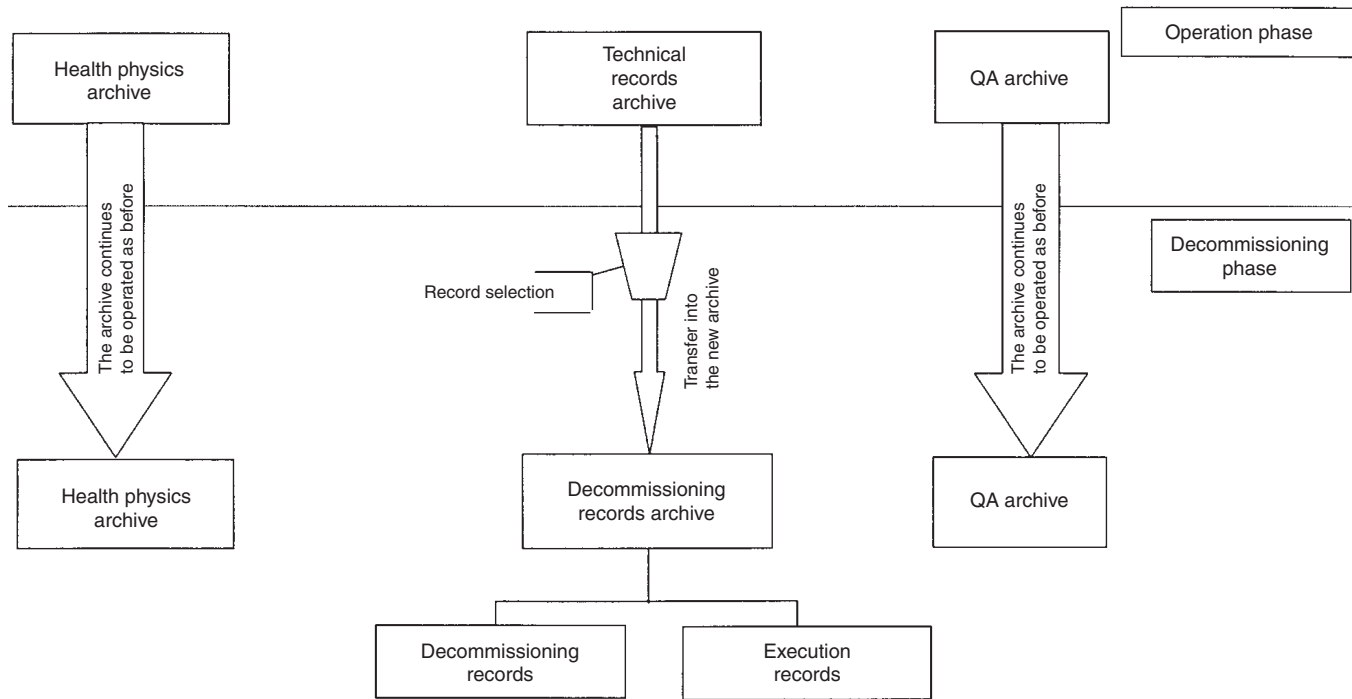 Operation phase
Health physics
archive
Technical
records
archive
QA archive
The archive continues
to be operated as before
Record selection
Transfer into
the new archive
The archive continues
to be operated as before
Decommissioning
phase
Health physics
archive
Decommissioning
records archive
QA archive
Decommissioning
records
Execution
records